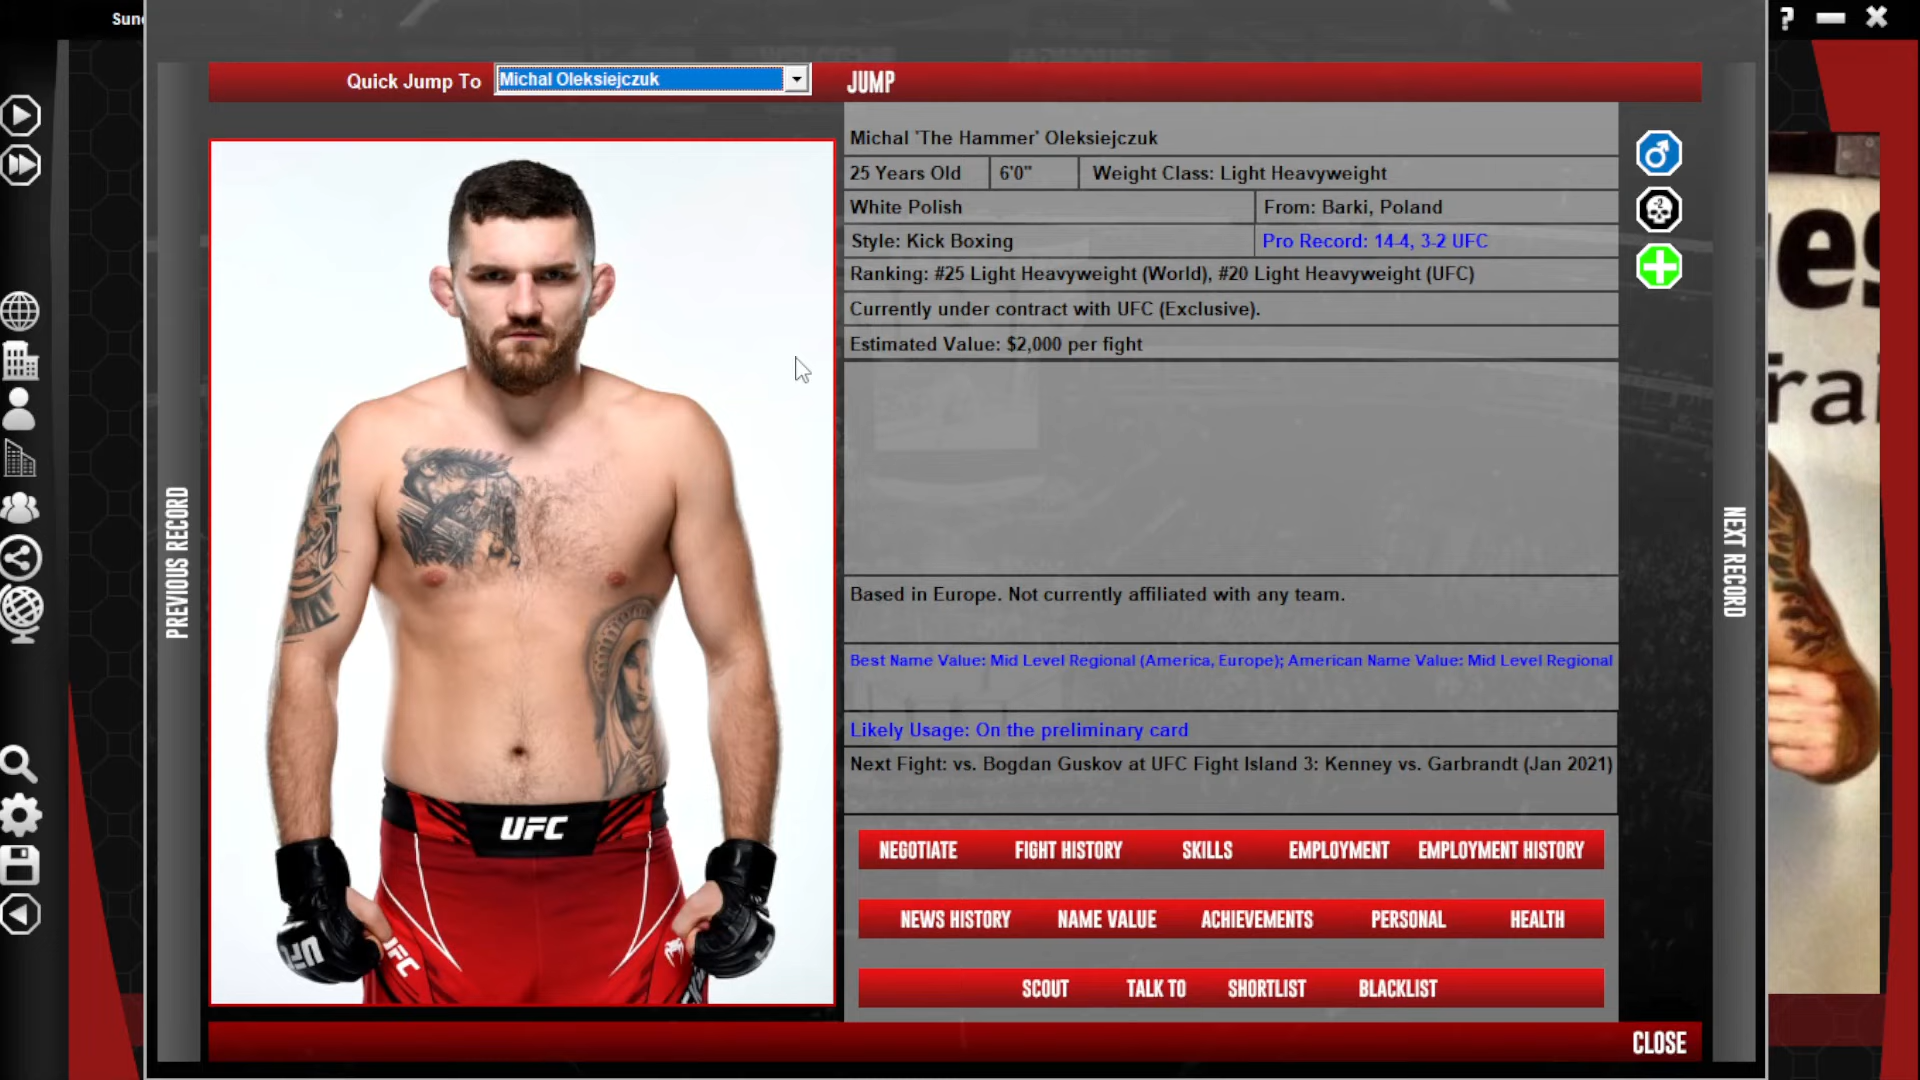 Sun
Quick Jump To
Michal Oleksiejczuk
JUMP
Michal 'The Hammer' Oleksiejczuk
25 Years Old
6'0"
Weight Class: Light Heavyweight
White Polish
From: Barki, Poland
Style: Kick Boxing
Pro Record: 14-4, 3-2 UFC
Ranking: #25 Light Heavyweight (World), #20 Light Heavyweight (UFC)
Currently under contract with UFC (Exclusive).
Estimated Value: $2,000 per fight
Based in Europe. Not currently affiliated with any team.
Best Name Value: Mid Level Regional (America, Europe); American Name Value: Mid Level Regional
Likely Usage: On the preliminary card
Next Fight: vs. Bogdan Guskov at UFC Fight Island 3: Kenney vs. Garbrandt (Jan 2021)
NEGOTIATE
FIGHT HISTORY
SKILLS
EMPLOYMENT
EMPLOYMENT HISTORY
NEWS HISTORY
NAME VALUE
ACHIEVEMENTS
PERSONAL
HEALTH
SCOUT
TALK TO
SHORTLIST
BLACKLIST
CLOSE
PREVIOUS RECORD
NEXT RECORD
UFC
UFC
UFC
-2
?